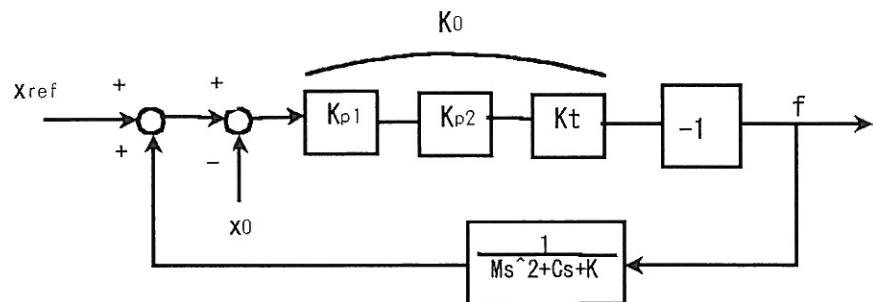 K0
+ +
xref
Kp1 Kp2 Kt -1 f
+ -
x0
1
Ms^2+Cs+K